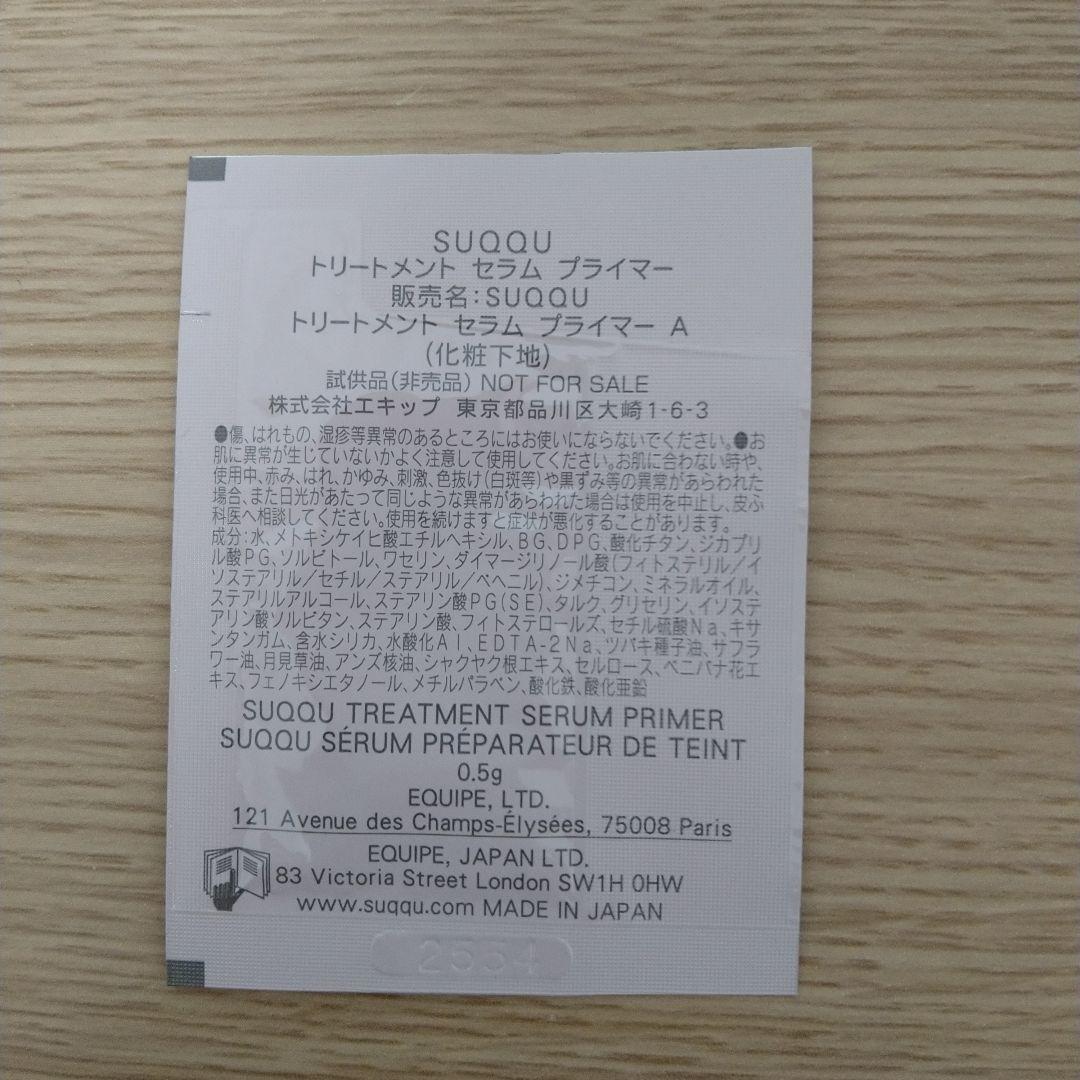 SUQQU
トリートメント セラム プライマー
販売名:SUQQU
トリートメント セラム プライマー A
(化粧下地)
試供品(非売品) NOT FOR SALE
株式会社エキップ 東京都品川区大崎1-6-3
●傷、はれもの、湿疹等異常のあるところにはお使いにならないでください。●お
肌に異常が生じていないかよく注意して使用してください。お肌に合わない時や、
使用中、赤み、はれ、かゆみ、刺激、色抜け(白斑等)や黒ずみ等の異常があらわれた
場合、また日光があたって同じような異常があらわれた場合は使用を中止し、皮ふ
科医へ相談してください。使用を続けますと症状が悪化することがあります。
成分:水、メトキシケイヒ酸エチルヘキシル、BG、DPG、酸化チタン、ジカプリ
ル酸PG、ソルビトール、ワセリン、ダイマージリノール酸(フィトステリル/イ
ソステアリル/セチル/ステアリル/ベヘニル)、ジメチコン、ミネラルオイル、
ステアリルアルコール、ステアリン酸PG(SE)、タルク、グリセリン、イソステ
アリン酸ソルビタン、ステアリン酸、フィトステロールズ、セチル硫酸Na、キサ
ンタンガム、含水シリカ、水酸化Al、EDTA-2Na、ツバキ種子油、サフラ
ワー油、月見草油、アンズ核油、シャクヤク根エキス、セルロース、ベニバナ花エ
キス、フェノキシエタノール、メチルパラベン、酸化鉄、酸化亜鉛
SUQQU TREATMENT SERUM PRIMER
SUQQU SÉRUM PRÉPARATEUR DE TEINT
0.5g
EQUIPE, LTD.
121 Avenue des Champs-Élysées, 75008 Paris
EQUIPE, JAPAN LTD.
83 Victoria Street London SW1H 0HW
www.suqqu.com MADE IN JAPAN
2554